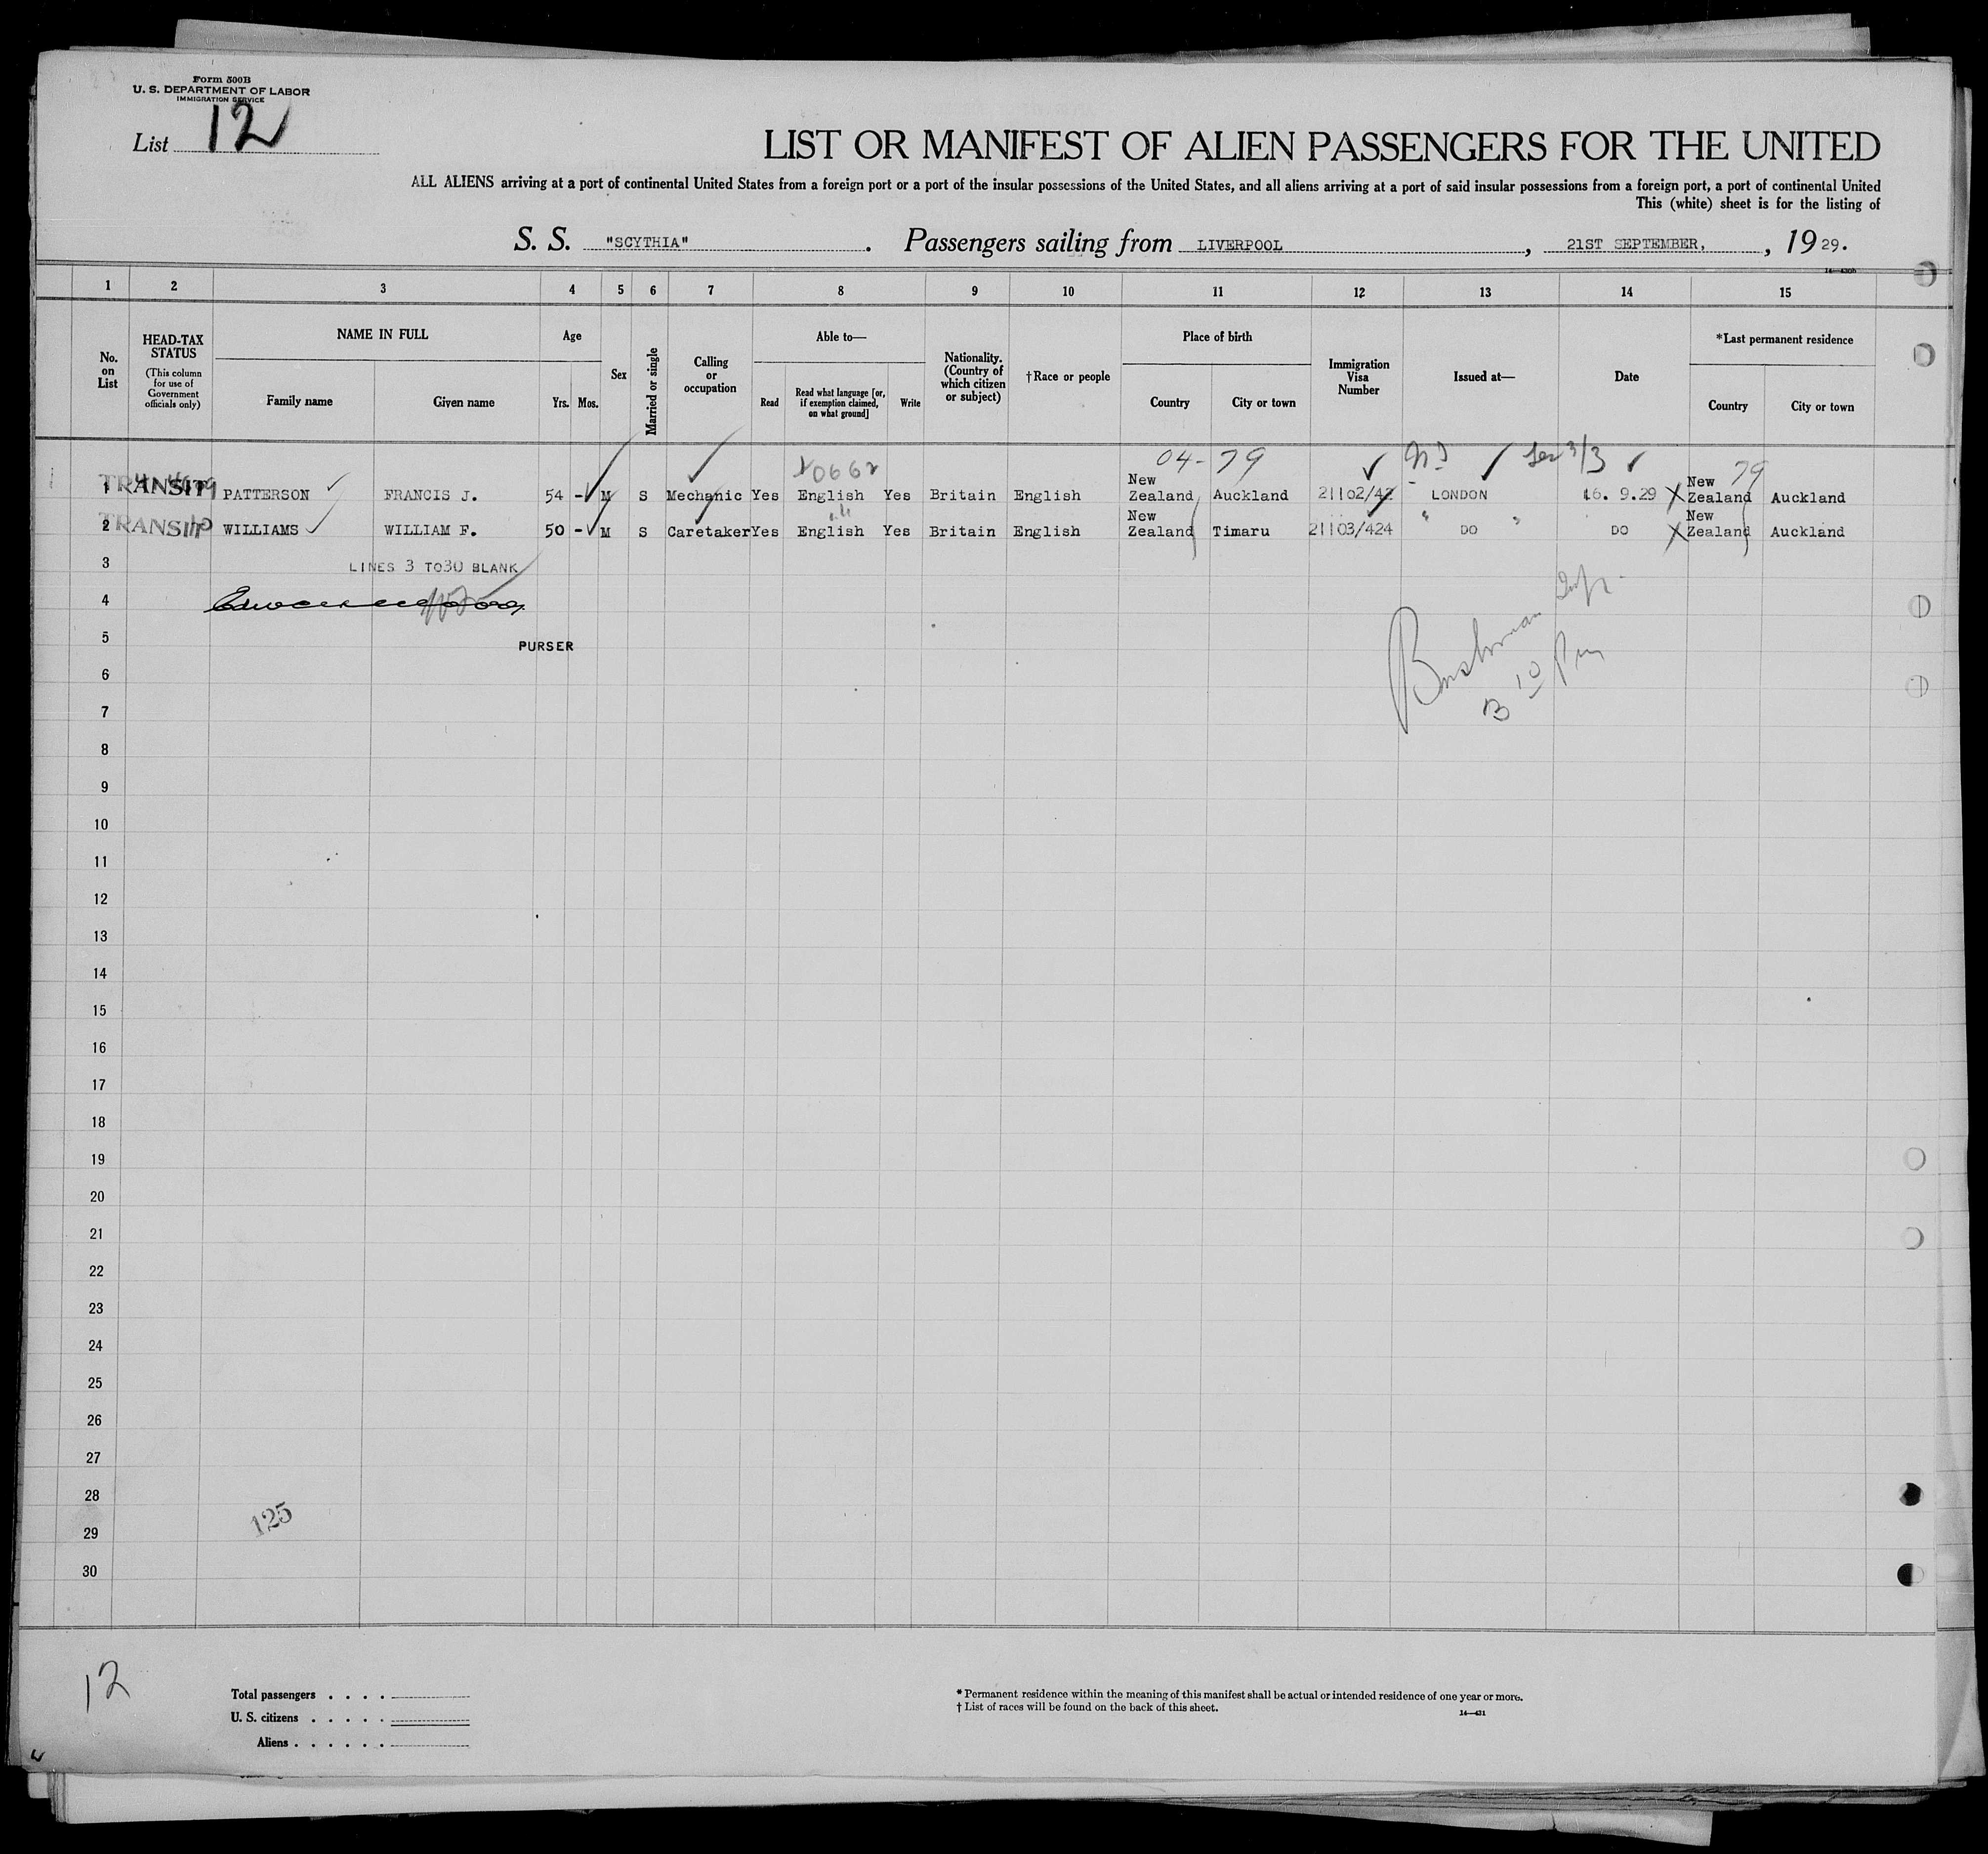 Form 500B
U. S. DEPARTMENT OF LABOR
IMMIGRATION SERVICE
List 12
LIST OR MANIFEST OF ALIEN PASSENGERS FOR THE UNITED
ALL ALIENS arriving at a port of continental United States from a foreign port or a port of the insular possessions of the United States, and all aliens arriving at a port of said insular possessions from a foreign port, a port of continental United
This (white) sheet is for the listing of
S. S. "SCYTHIA". Passengers sailing from LIVERPOOL, 21ST SEPTEMBER, , 19 29.
1 2 3 4 5 6 7 8 9 10 11 12 13 14 15
No. on List
HEAD-TAX STATUS
(This column for use of Government officials only)
NAME IN FULL
Family name Given name
Age
Yrs. Mos.
Sex
Married or single
Calling or occupation
Able to—
Read
Read what language [or, if exemption claimed, on what ground]
Write
Nationality. (Country of which citizen or subject)
†Race or people
Place of birth
Country City or town
Immigration Visa Number
Issued at—
Date
*Last permanent residence
Country City or town
04-79 79
1 TRANSIT PATTERSON FRANCIS J. 54 - M S Mechanic Yes English Yes Britain English New Zealand Auckland LONDON 16. 9.29 New Zealand Auckland
2 TRANSIT WILLIAMS WILLIAM F. 50 - M S Caretaker Yes English Yes Britain English New Zealand Timaru 21103/424 " DO " DO New Zealand Auckland
3 LINES 3 TO 30 BLANK
4
5 PURSER
6
7
8
9
10
11
12
13
14
15
16
17
18
19
20
21
22
23
24
25
26
27
28
125
29
30
12
Total passengers . . . .
U. S. citizens . . . . .
Aliens . . . . . .
* Permanent residence within the meaning of this manifest shall be actual or intended residence of one year or more.
† List of races will be found on the back of this sheet.
14—431